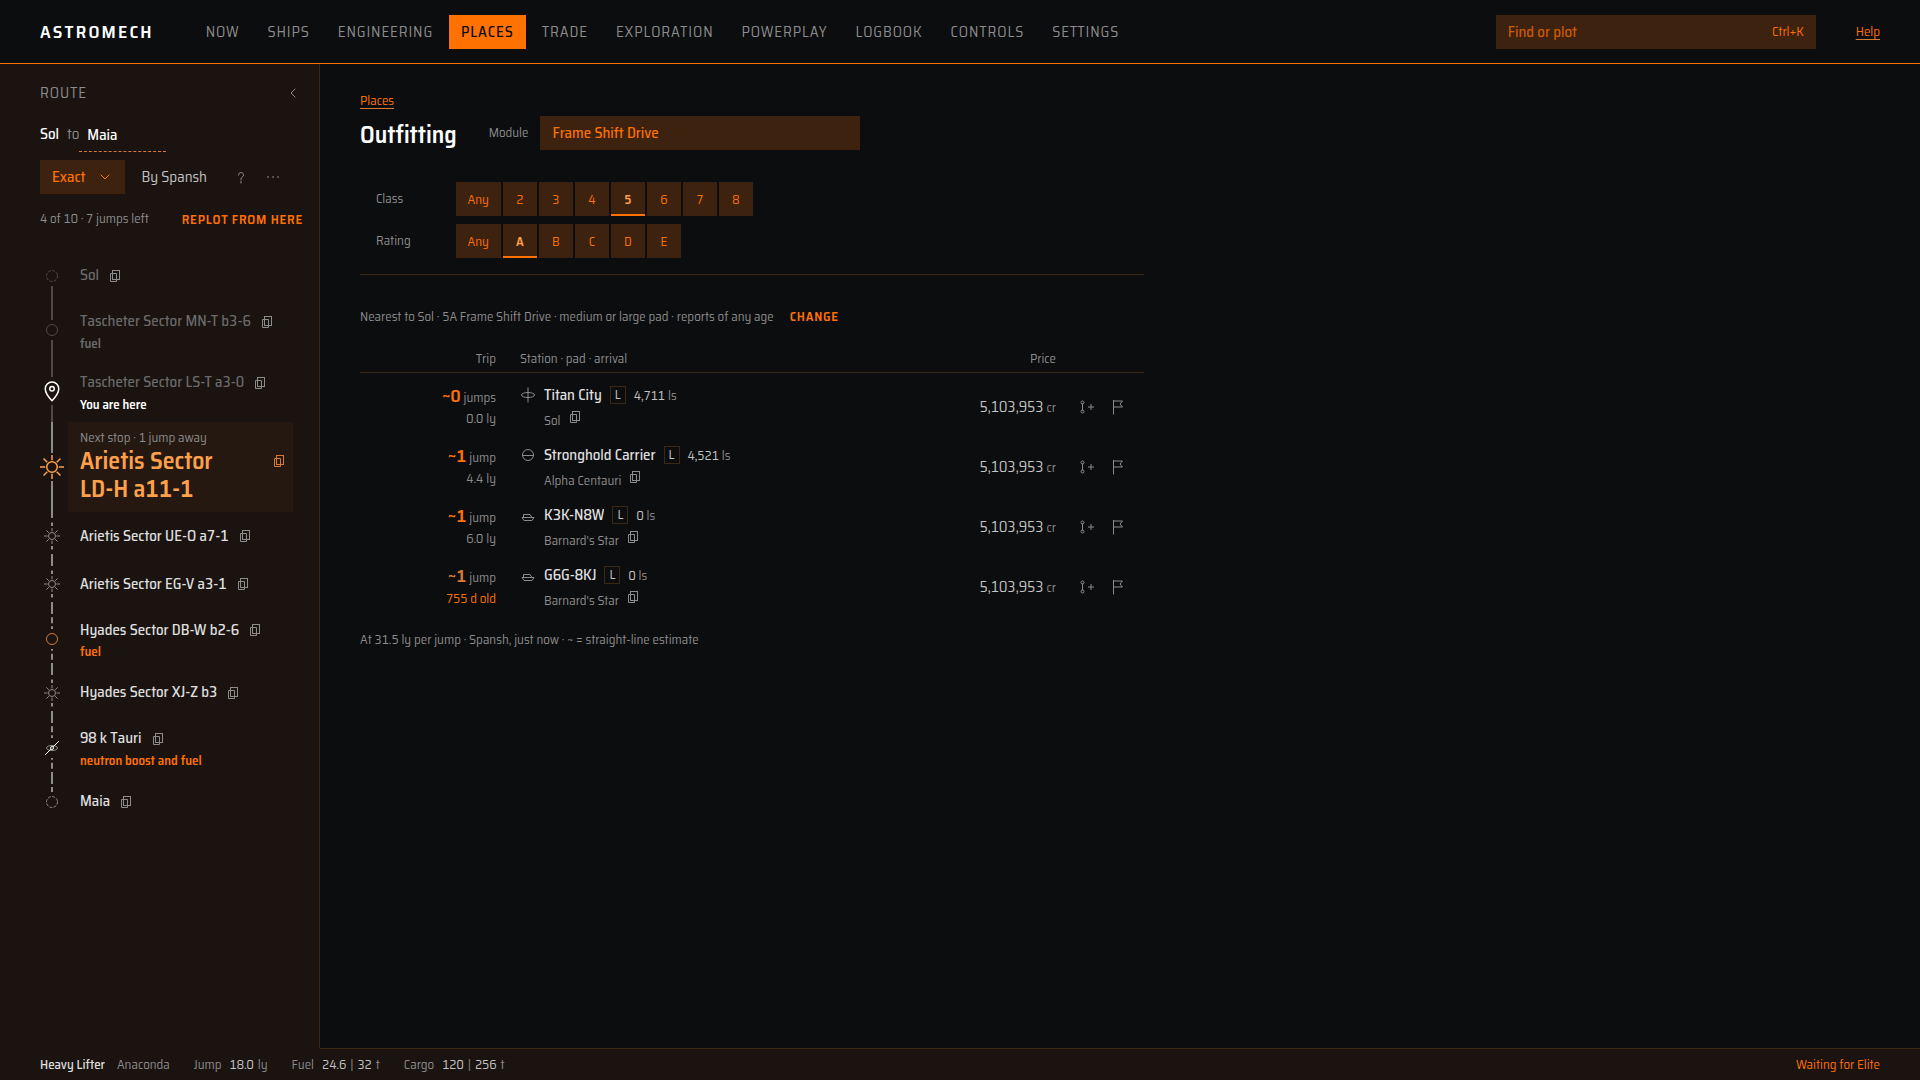 ASTROMECH NOW SHIPS ENGINEERING PLACES TRADE EXPLORATION POWERPLAY LOGBOOK CONTROLS SETTINGS Find or plot Ctrl+K Help
ROUTE
Sol to Maia
Exact By Spansh ? ···
4 of 10 · 7 jumps left REPLOT FROM HERE
Sol
Tascheter Sector MN-T b3-6
fuel
Tascheter Sector LS-T a3-0
You are here
Next stop · 1 jump away
Arietis Sector
LD-H a11-1
Arietis Sector UE-O a7-1
Arietis Sector EG-V a3-1
Hyades Sector DB-W b2-6
fuel
Hyades Sector XJ-Z b3
98 k Tauri
neutron boost and fuel
Maia
Places
Outfitting Module Frame Shift Drive
Class Any 2 3 4 5 6 7 8
Rating Any A B C D E
Nearest to Sol · 5A Frame Shift Drive · medium or large pad · reports of any age CHANGE
Trip Station · pad · arrival Price
~0 jumps Titan City L 4,711 ls 5,103,953 cr
0.0 ly Sol
~1 jump Stronghold Carrier L 4,521 ls 5,103,953 cr
4.4 ly Alpha Centauri
~1 jump K3K-N8W L 0 ls 5,103,953 cr
6.0 ly Barnard's Star
~1 jump G6G-8KJ L 0 ls 5,103,953 cr
755 d old Barnard's Star
At 31.5 ly per jump · Spansh, just now · ~ = straight-line estimate
Heavy Lifter Anaconda Jump 18.0 ly Fuel 24.6 | 32 t Cargo 120 | 256 t Waiting for Elite